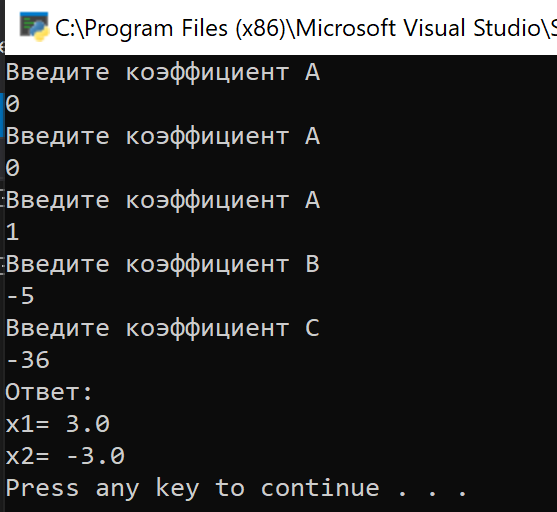 C:\Program Files (x86)\Microsoft Visual Studio\S
Введите коэффициент A
0
Введите коэффициент A
0
Введите коэффициент A
1
Введите коэффициент B
-5
Введите коэффициент C
-36
Ответ:
x1= 3.0
x2= -3.0
Press any key to continue . . .